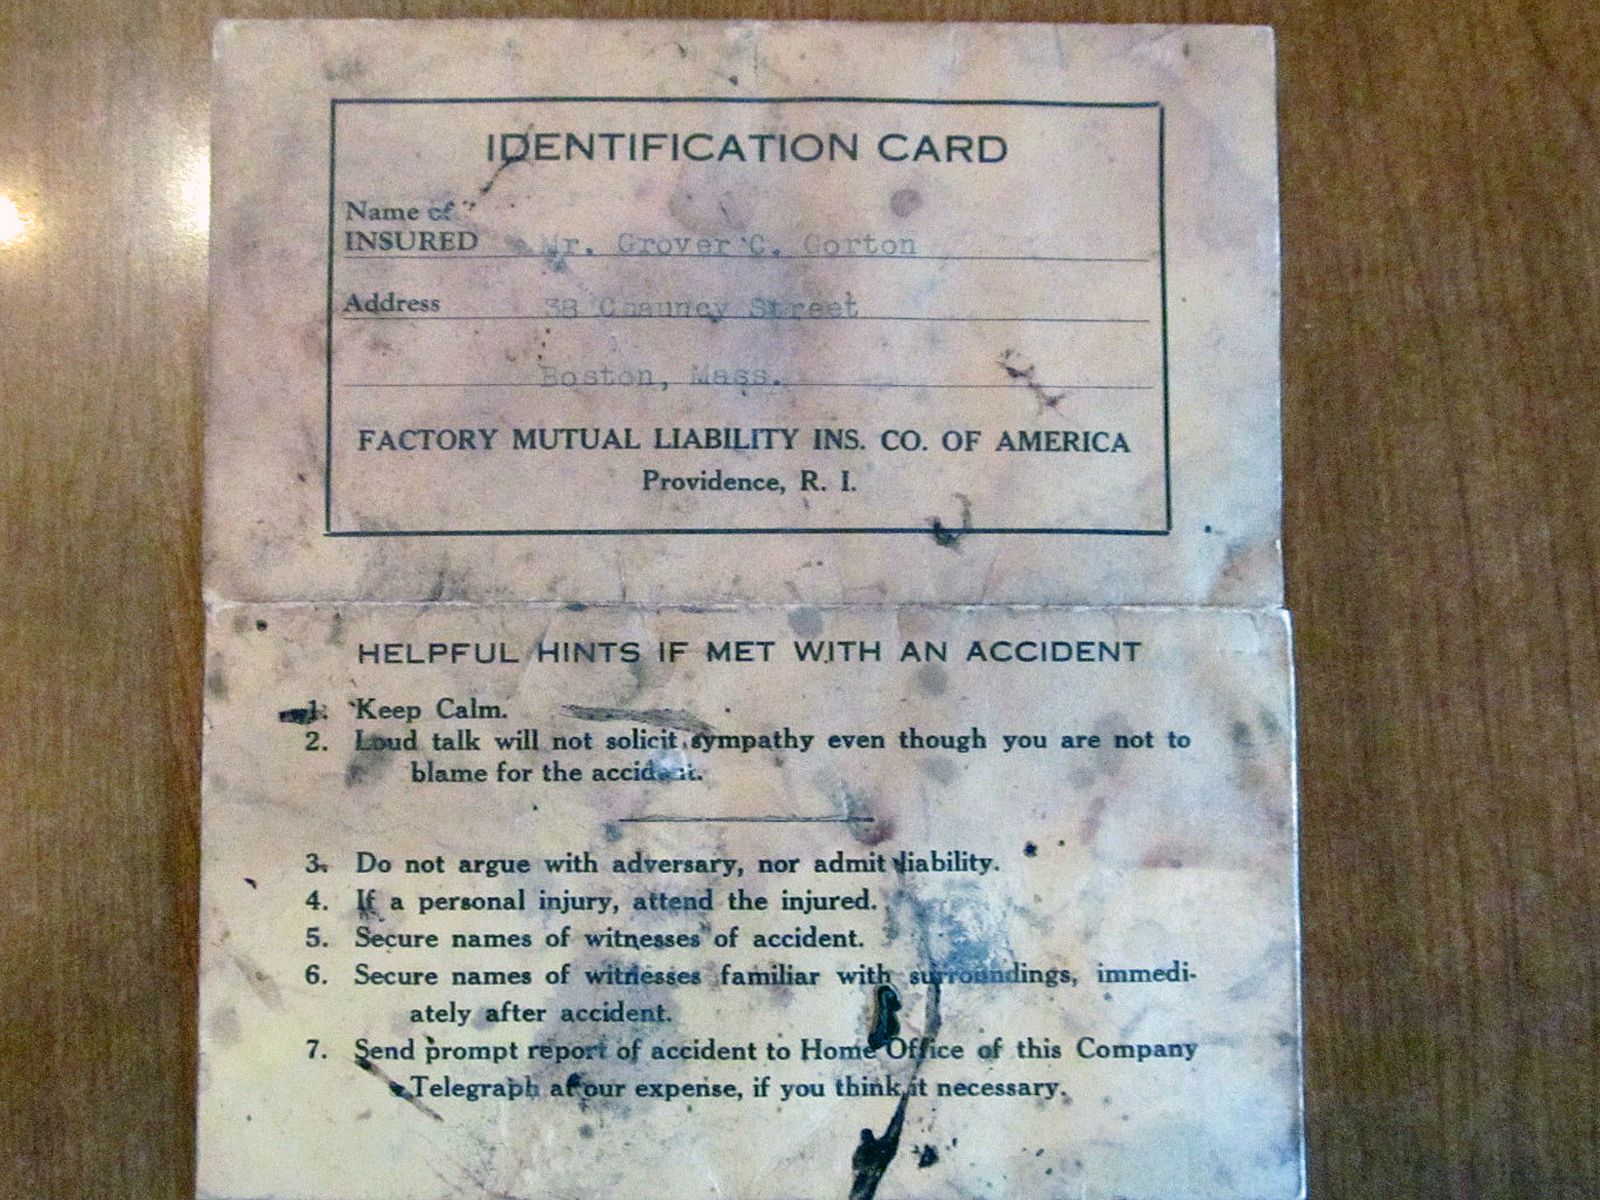 IDENTIFICATION CARD
Name of
INSURED Mr. Grover C. Gorton
Address 38 Chauncy Street
Boston, Mass.
FACTORY MUTUAL LIABILITY INS. CO. OF AMERICA
Providence, R. I.
HELPFUL HINTS IF MET WITH AN ACCIDENT
1. Keep Calm.
2. Loud talk will not solicit sympathy even though you are not to
blame for the accident.
3. Do not argue with adversary, nor admit liability.
4. If a personal injury, attend the injured.
5. Secure names of witnesses of accident.
6. Secure names of witnesses familiar with surroundings, immedi-
ately after accident.
7. Send prompt report of accident to Home Office of this Company
Telegraph at our expense, if you think it necessary.